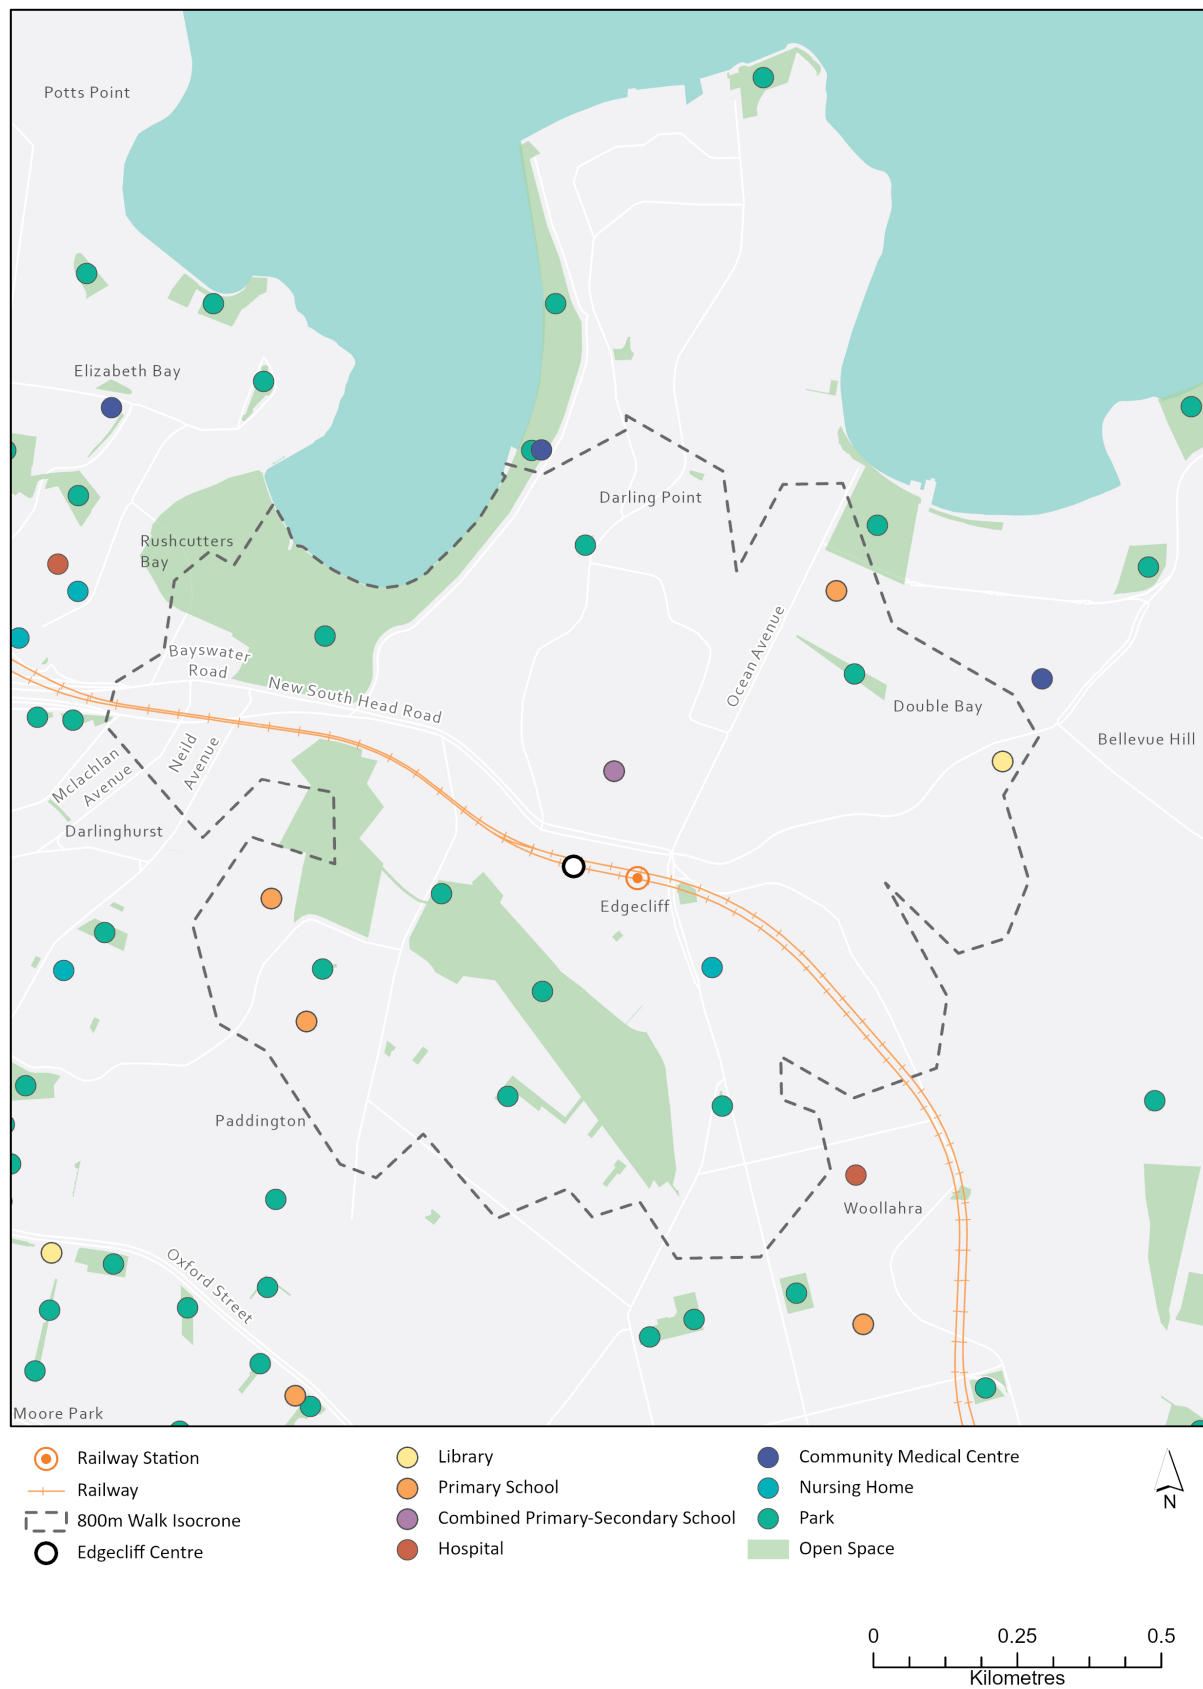 Potts Point
Elizabeth Bay
Darling Point
Rushcutters
Bay
Bayswater
Road
New South Head Road
Ocean Avenue
Double Bay
Bellevue Hill
Neild
Avenue
Mclachlan
Avenue
Darlinghurst
Edgecliff
Paddington
Woollahra
Oxford Street
Moore Park
Railway Station
Railway
800m Walk Isocrone
Edgecliff Centre
Library
Primary School
Combined Primary-Secondary School
Hospital
Community Medical Centre
Nursing Home
Park
Open Space
N
0 0.25 0.5
Kilometres